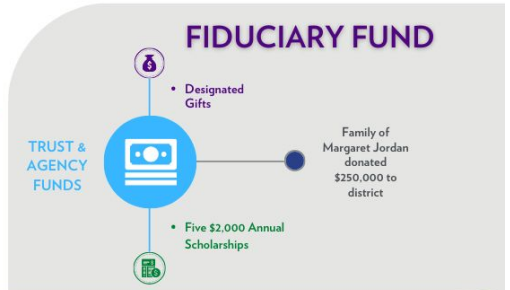 FIDUCIARY FUND
• Designated
Gifts
TRUST &
AGENCY
FUNDS
Family of
Margaret Jordan
donated
$250,000 to
district
• Five $2,000 Annual
Scholarships